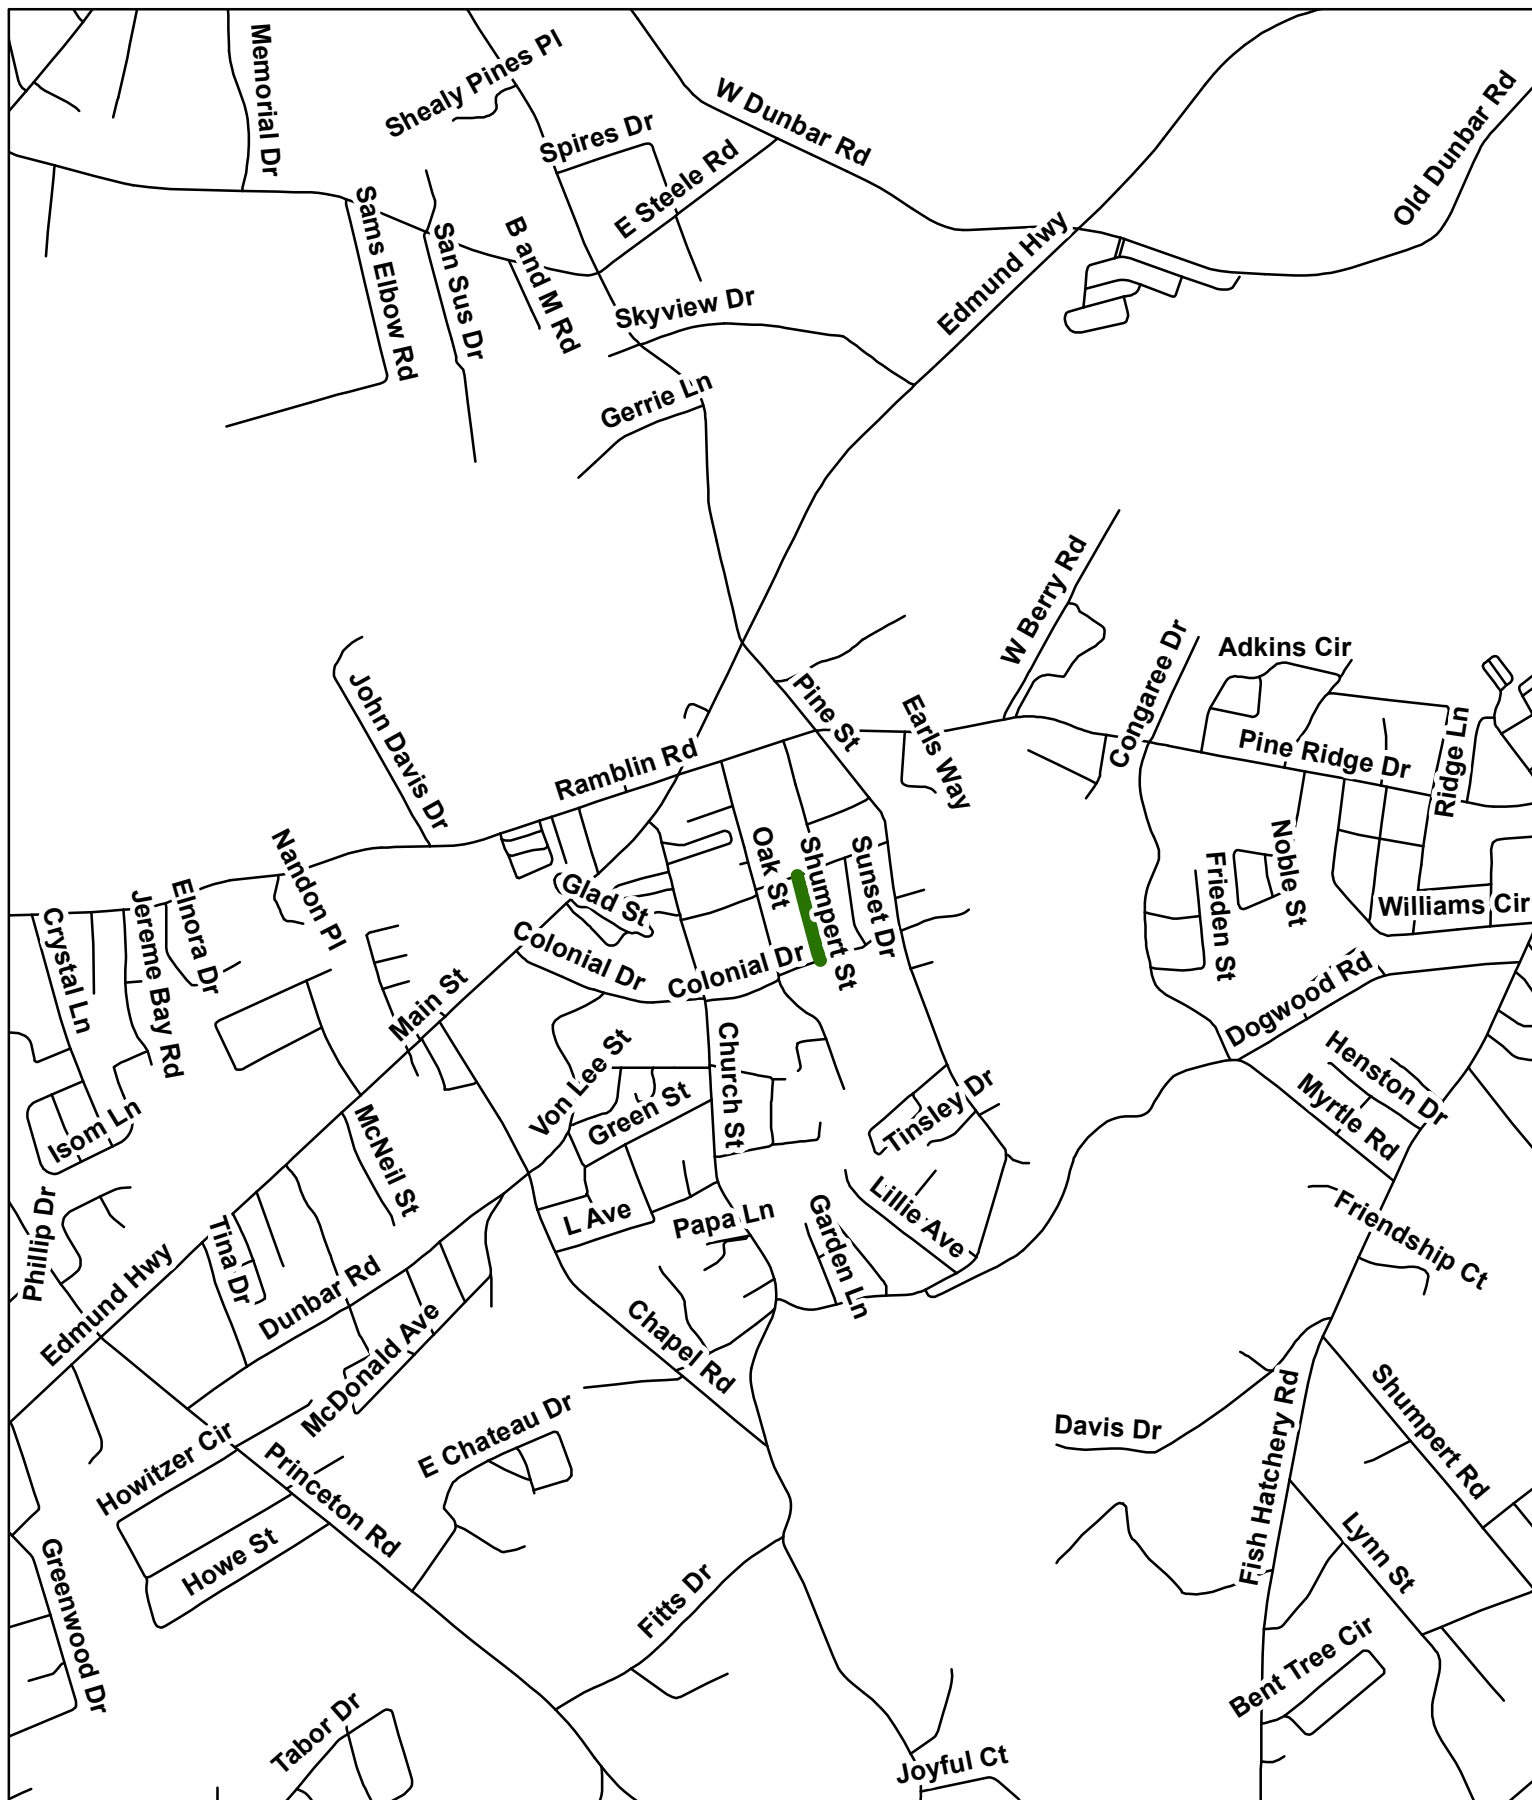 Memorial Dr
Shealy Pines Pl
W Dunbar Rd
Spires Dr
E Steele Rd
Old Dunbar Rd
Sams Elbow Rd
San Sus Dr
B and M Rd
Edmund Hwy
Skyview Dr
Gerrie Ln
W Berry Rd
Congaree Dr
Adkins Cir
John Davis Dr
Pine St
Earls Way
Ramblin Rd
Pine Ridge Dr
Ridge Ln
Nandon Pl
Oak St
Shumpert St
Sunset Dr
Noble St
Frieden St
Williams Cir
Glad St
Elnora Dr
Jereme Bay Rd
Crystal Ln
Colonial Dr
Colonial Dr
Main St
Dogwood Rd
Von Lee St
Church St
Henston Dr
Green St
Tinsley Dr
Myrtle Rd
Isom Ln
McNeil St
Phillip Dr
Tina Dr
L Ave
Papa Ln
Garden Ln
Lillie Ave
Friendship Ct
Edmund Hwy
Dunbar Rd
McDonald Ave
Chapel Rd
Shumpert Rd
Fish Hatchery Rd
Davis Dr
E Chateau Dr
Howitzer Cir
Princeton Rd
Howe St
Lynn St
Greenwood Dr
Fitts Dr
Bent Tree Cir
Tabor Dr
Joyful Ct